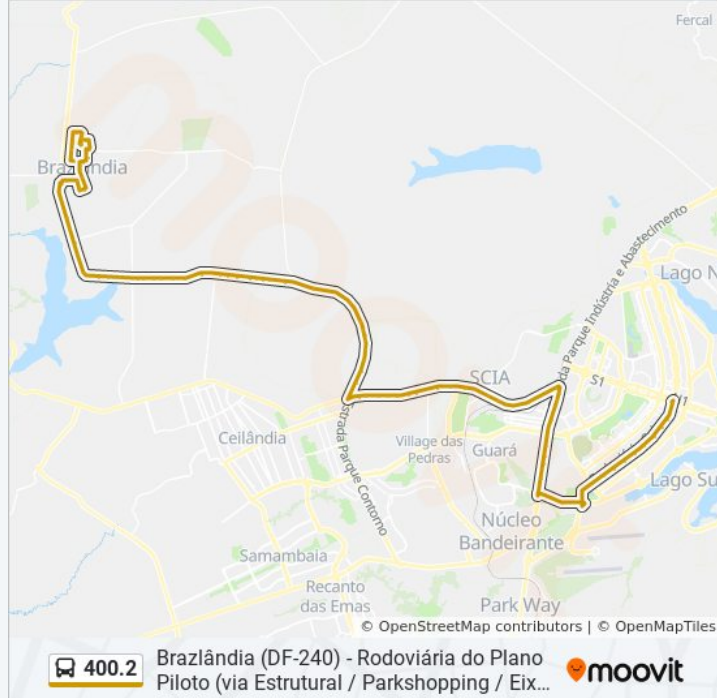 Fercal
Brazlândia
Lago N
da Parque Indústria e Abastecimento
SCIA
S1
Ceilândia
Estrada Parque Contorno
Village das
Pedras
Guará
Lago Su
Núcleo
Bandeirante
Samambaia
Recanto
das Emas
Park Way
© OpenStreetMap contributors | © OpenMapTiles
400.2
Brazlândia (DF-240) - Rodoviária do Plano
Piloto (via Estrutural / Parkshopping / Eix...
moovit